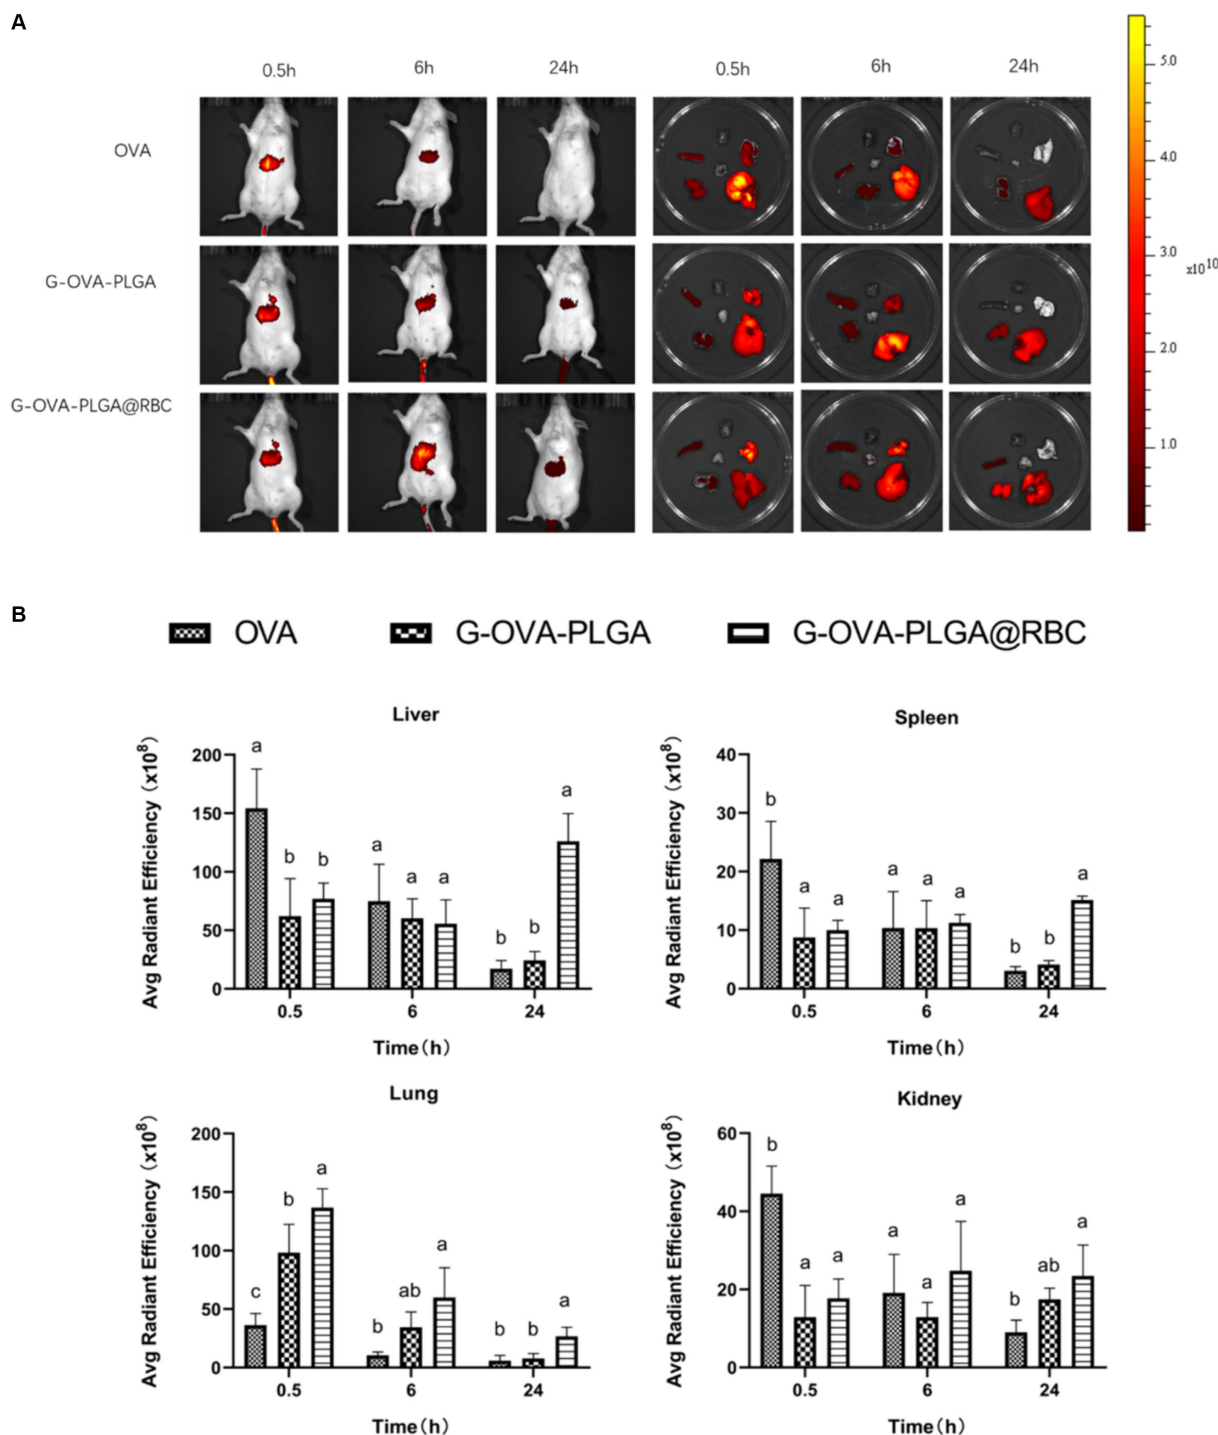 A
0.5h 6h 24h 0.5h 6h 24h
OVA
G-OVA-PLGA
G-OVA-PLGA@RBC
5.0
4.0
3.0
x10^10
2.0
1.0
B
OVA G-OVA-PLGA G-OVA-PLGA@RBC
Liver
Avg Radiant Efficiency (x10^8)
200
150
100
50
0
a b b a a a b b a
0.5 6 24
Time(h)
Spleen
Avg Radiant Efficiency (x10^8)
40
30
20
10
0
b a a a a a b b a
0.5 6 24
Time(h)
Lung
Avg Radiant Efficiency (x10^8)
200
150
100
50
0
c b a b ab a b b a
0.5 6 24
Time(h)
Kidney
Avg Radiant Efficiency (x10^8)
60
40
20
0
b a a a a a b ab a
0.5 6 24
Time(h)